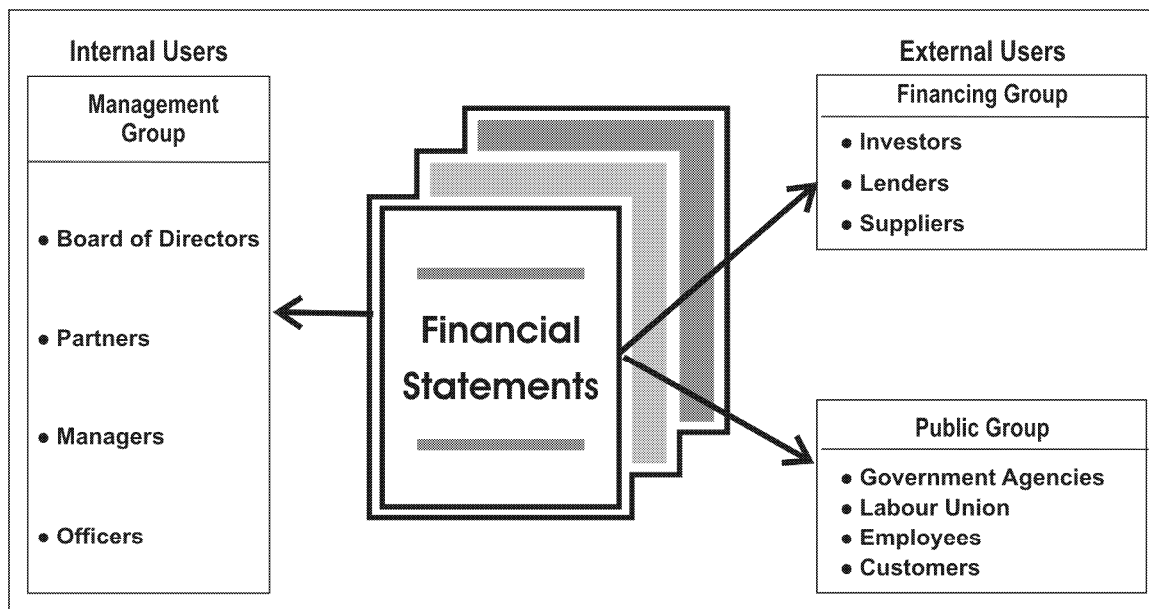 Internal Users
Management
Group
• Board of Directors
• Partners
• Managers
• Officers
Financial
Statements
External Users
Financing Group
• Investors
• Lenders
• Suppliers
Public Group
• Government Agencies
• Labour Union
• Employees
• Customers